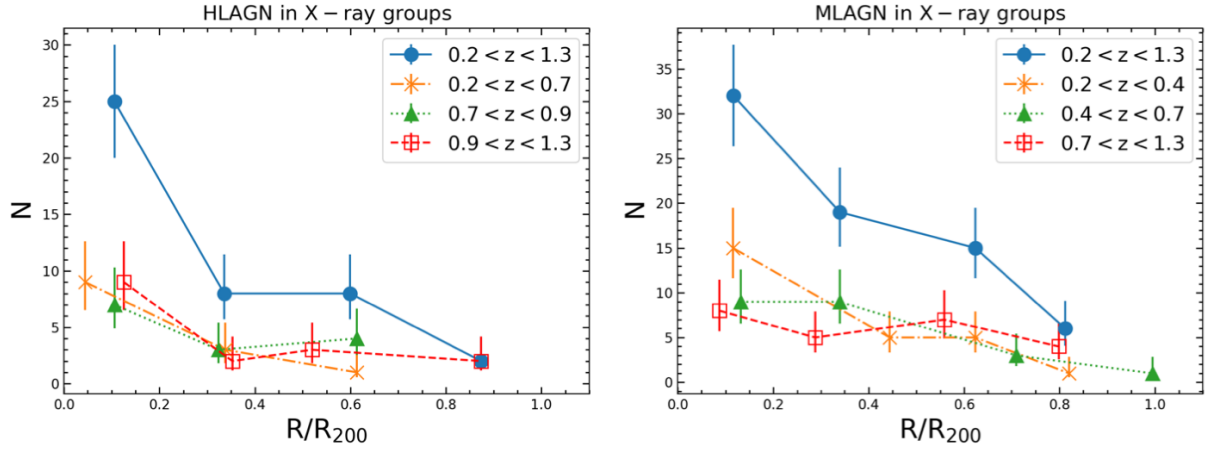 HLAGN in X − ray groups
0.2 < z < 1.3
0.2 < z < 0.7
0.7 < z < 0.9
0.9 < z < 1.3
30
25
20
15
10
5
0
N
0.0 0.2 0.4 0.6 0.8 1.0
R/R200
MLAGN in X − ray groups
0.2 < z < 1.3
0.2 < z < 0.4
0.4 < z < 0.7
0.7 < z < 1.3
35
30
25
20
15
10
5
0
N
0.0 0.2 0.4 0.6 0.8 1.0
R/R200